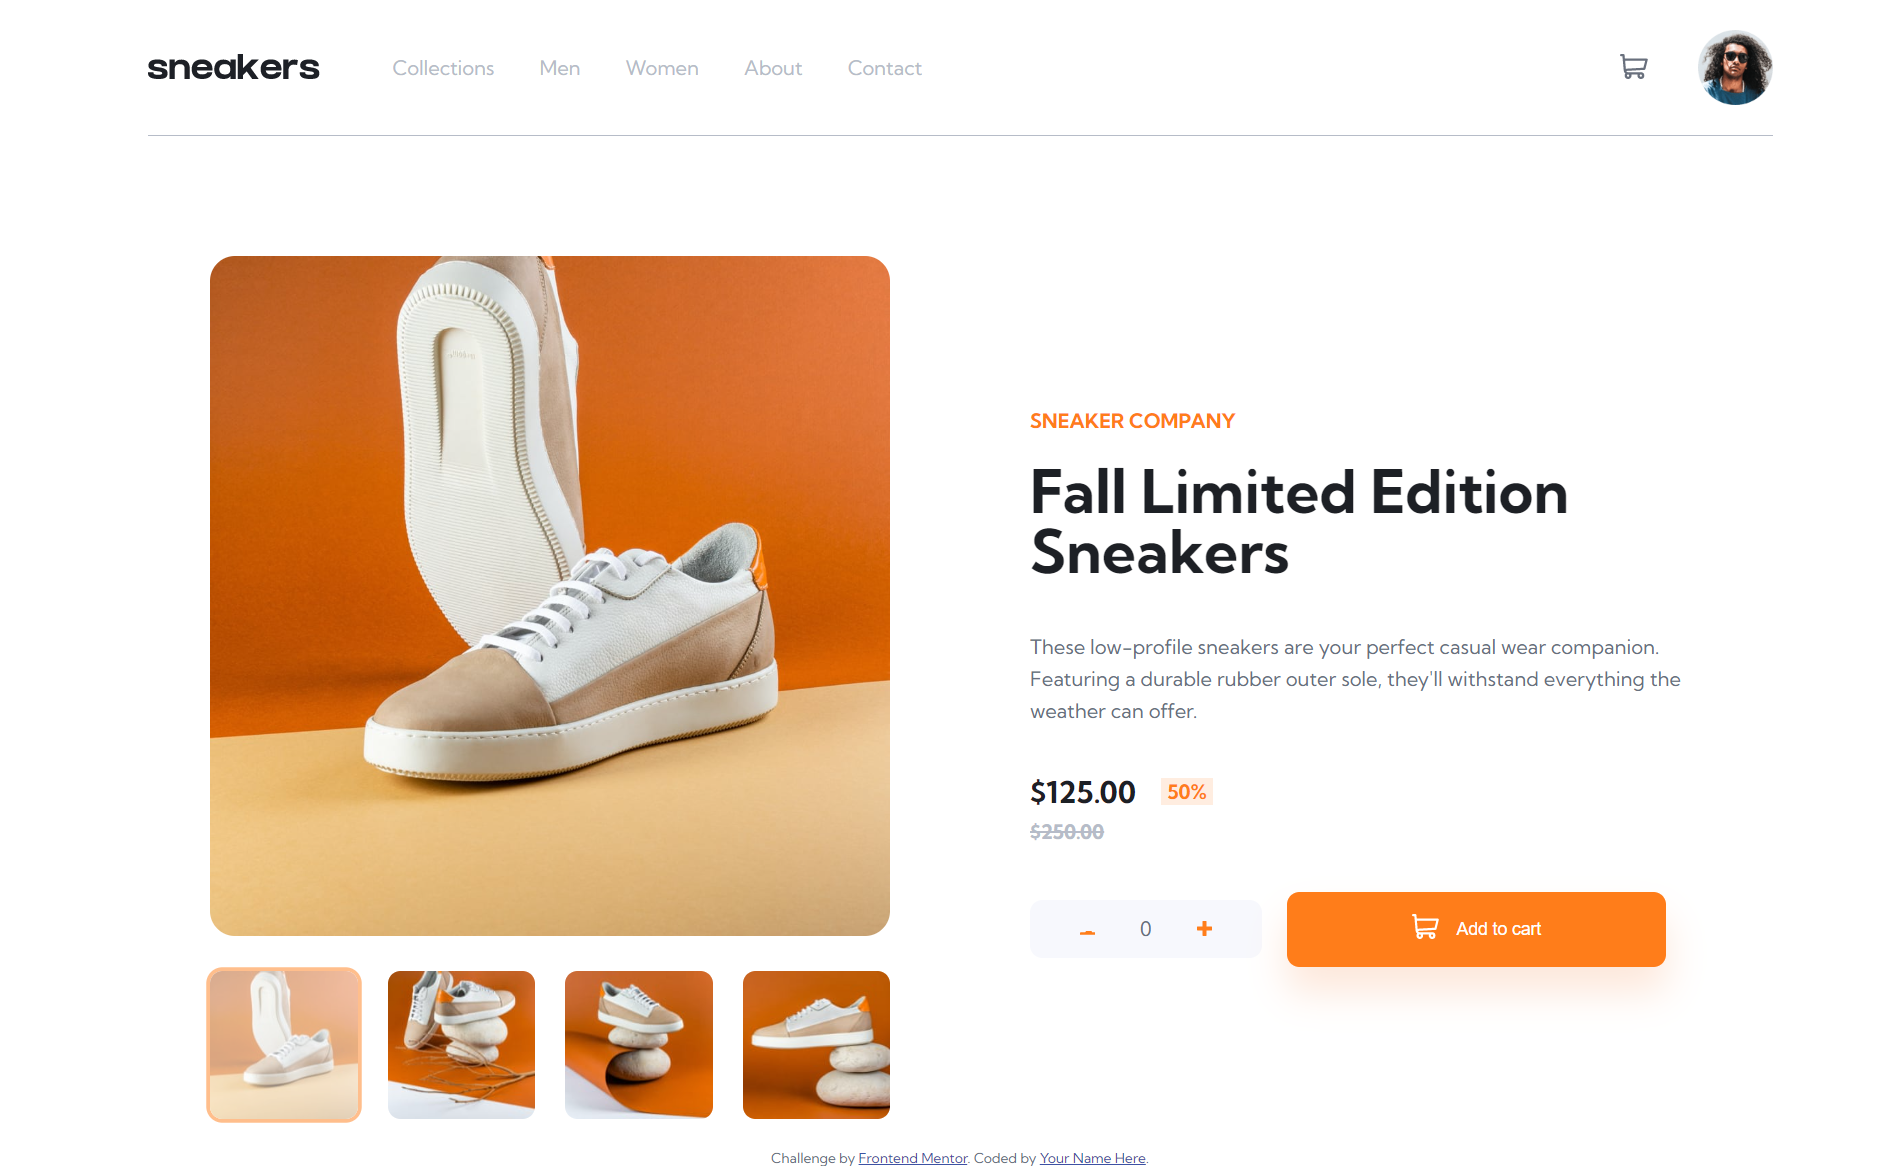 sneakers
Collections Men Women About Contact
SNEAKER COMPANY
Fall Limited Edition
Sneakers
These low-profile sneakers are your perfect casual wear companion.
Featuring a durable rubber outer sole, they'll withstand everything the
weather can offer.
$125.00 50%
$250.00
0 Add to cart
Challenge by Frontend Mentor. Coded by Your Name Here.